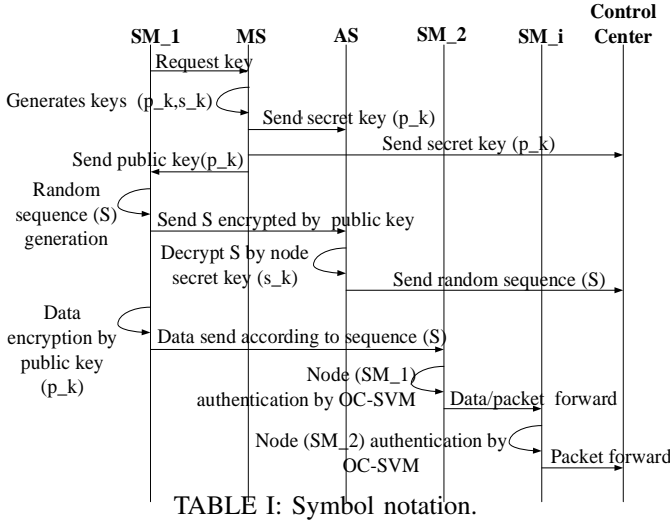 Control
SM_1 MS AS SM_2 SM_i Center
Request key
Generates keys (p_k,s_k)
Send secret key (p_k)
Send secret key (p_k)
Send public key(p_k)
Random
sequence (S)
generation
Send S encrypted by public key
Decrypt S by node
secret key (s_k)
Send random sequence (S)
Data
encryption by
public key
(p_k)
Data send according to sequence (S)
Node (SM_1)
authentication by OC-SVM
Data/packet forward
Node (SM_2) authentication by
OC-SVM
Packet forward
TABLE I: Symbol notation.